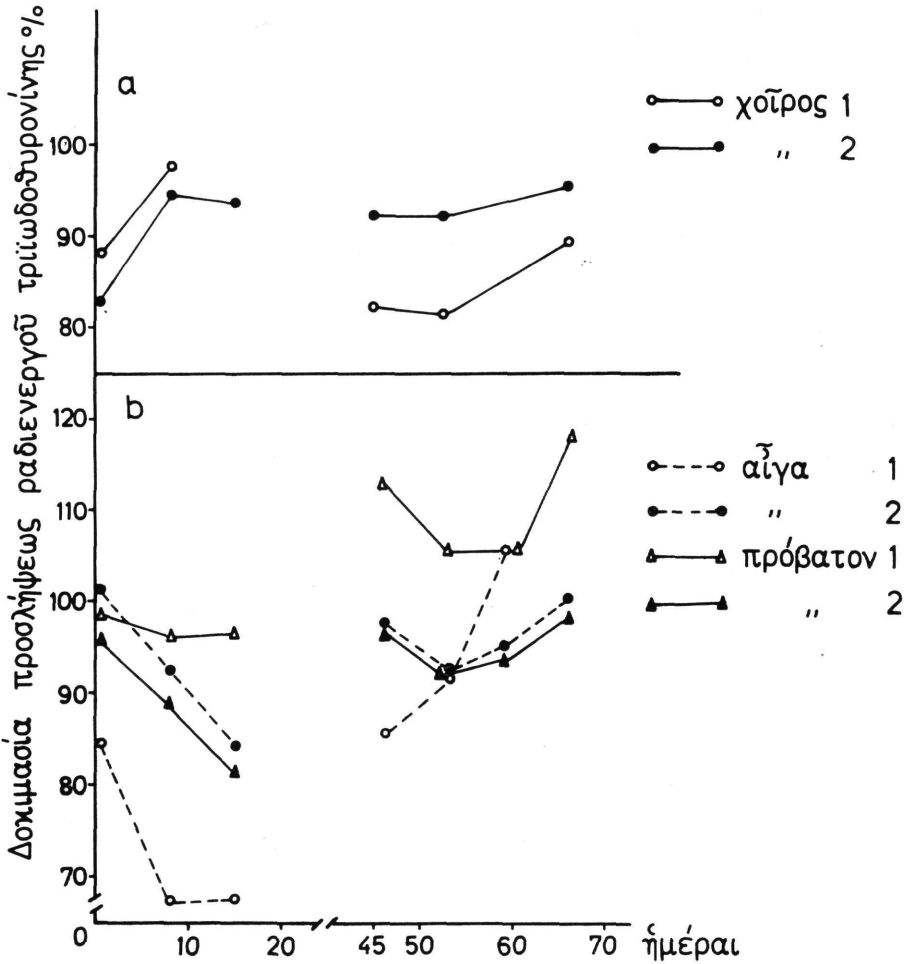 Δοκιμασία προσλήψεως ραδιενεργοῦ τριϊωδοθυρονίνης %
a
100
90
80
χοῖρος 1
,, 2
b
120
110
100
90
80
70
0
αἶγα 1
,, 2
πρόβατον 1
,, 2
10 20 45 50 60 70 ἡμέραι